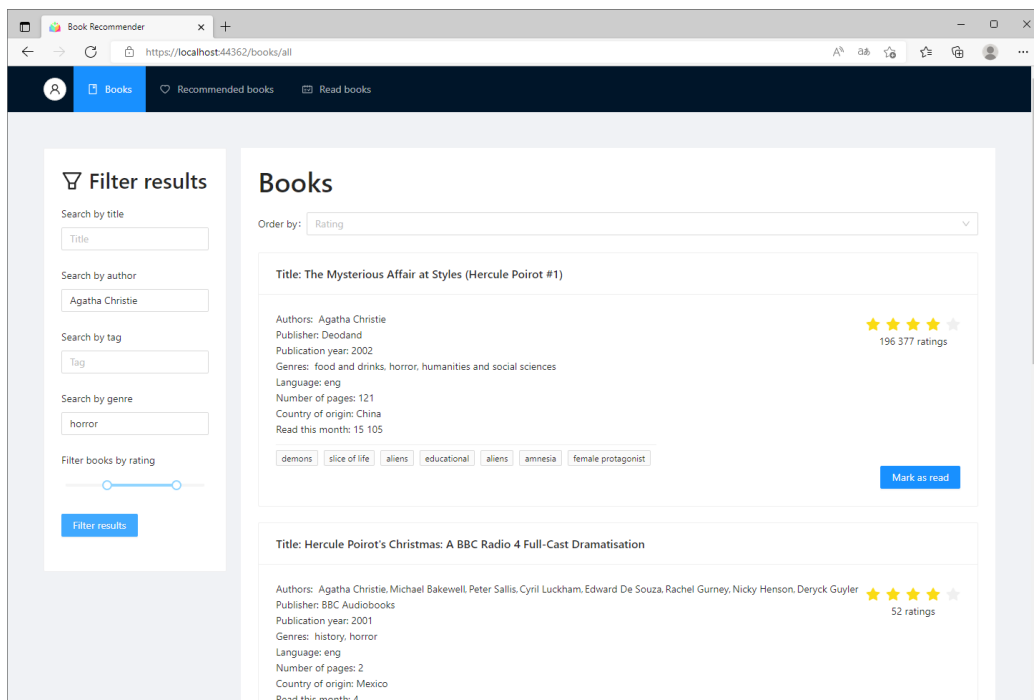 Book Recommender
https://localhost:44362/books/all
Books
Recommended books
Read books
Filter results
Search by title
Title
Search by author
Agatha Christie
Search by tag
Tag
Search by genre
horror
Filter books by rating
Filter results
Books
Order by: Rating
Title: The Mysterious Affair at Styles (Hercule Poirot #1)
Authors: Agatha Christie
Publisher: Deodand
Publication year: 2002
Genres: food and drinks, horror, humanities and social sciences
Language: eng
Number of pages: 121
Country of origin: China
Read this month: 15 105
196 377 ratings
demons slice of life aliens educational aliens amnesia female protagonist
Mark as read
Title: Hercule Poirot's Christmas: A BBC Radio 4 Full-Cast Dramatisation
Authors: Agatha Christie, Michael Bakewell, Peter Sallis, Cyril Luckham, Edward De Souza, Rachel Gurney, Nicky Henson, Deryck Guyler
Publisher: BBC Audiobooks
Publication year: 2001
Genres: history, horror
Language: eng
Number of pages: 2
Country of origin: Mexico
Read this month: 4
52 ratings